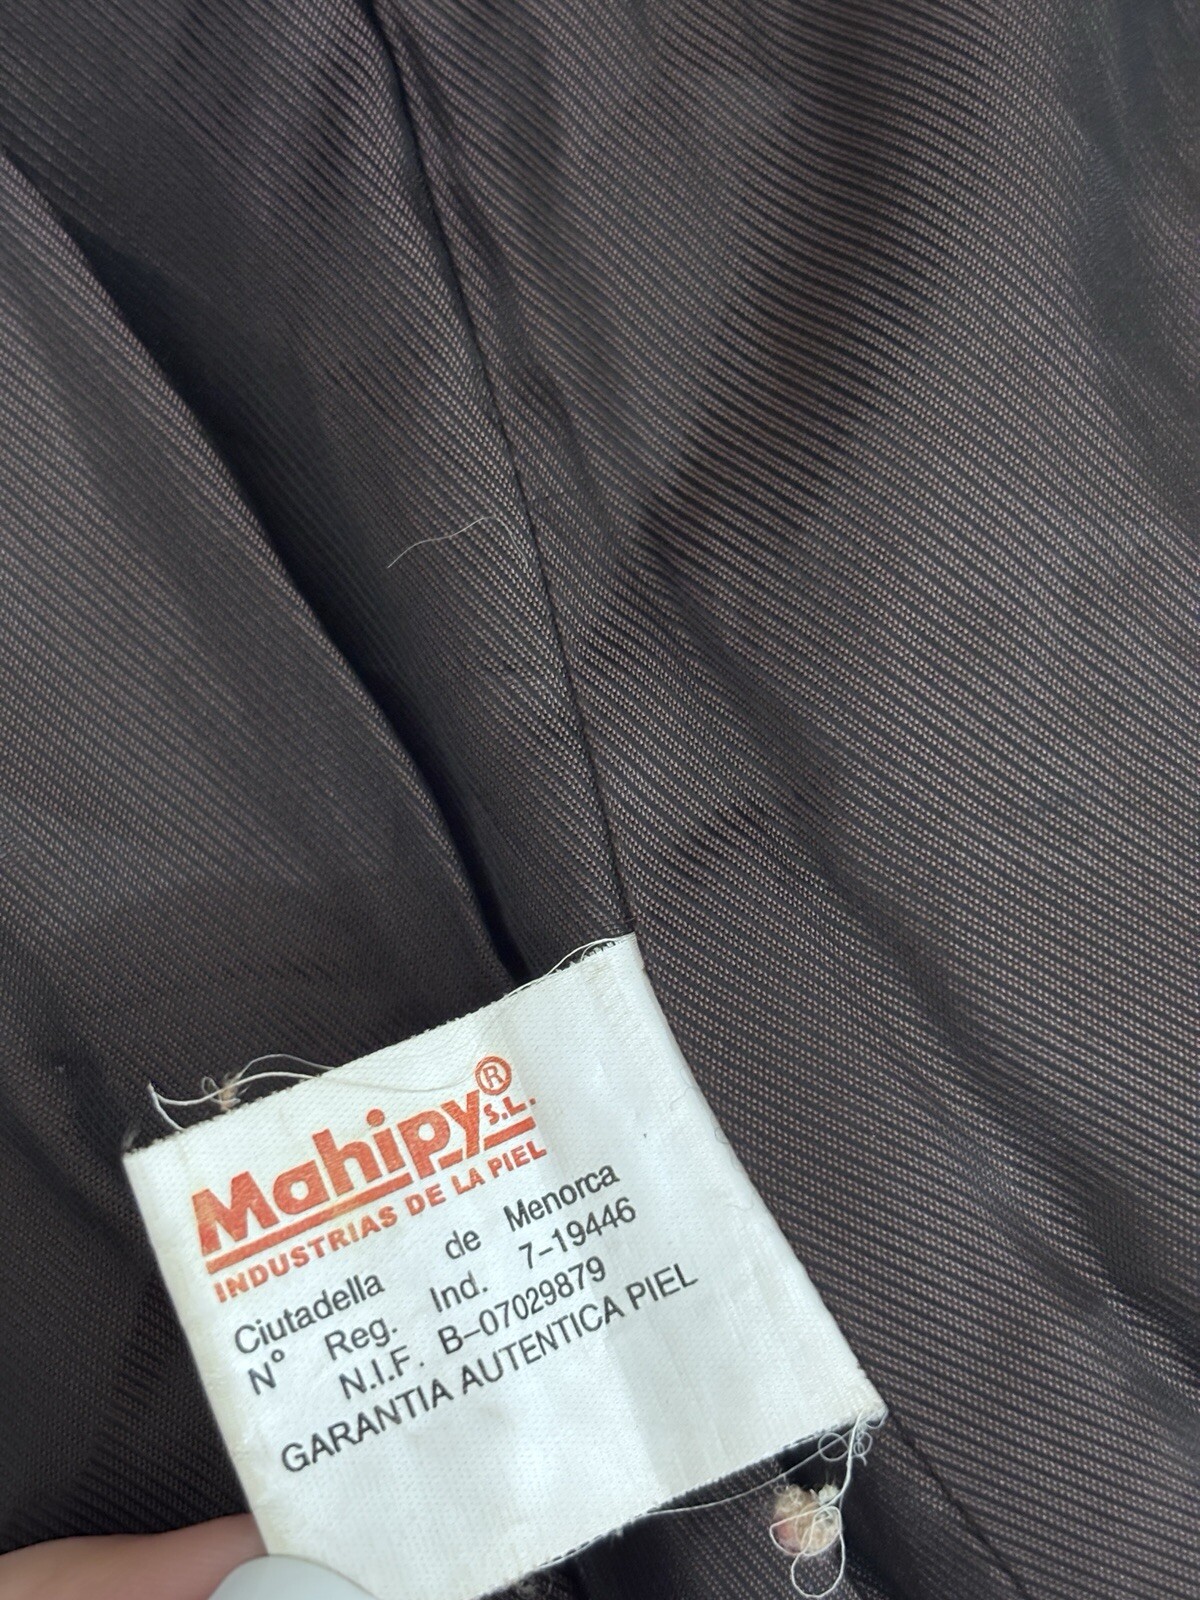 Mahipy® S.L.
INDUSTRIAS DE LA PIEL
Ciutadella de Menorca
Nº Reg. Ind. 7-19446
N.I.F. B-07029879
GARANTIA AUTENTICA PIEL